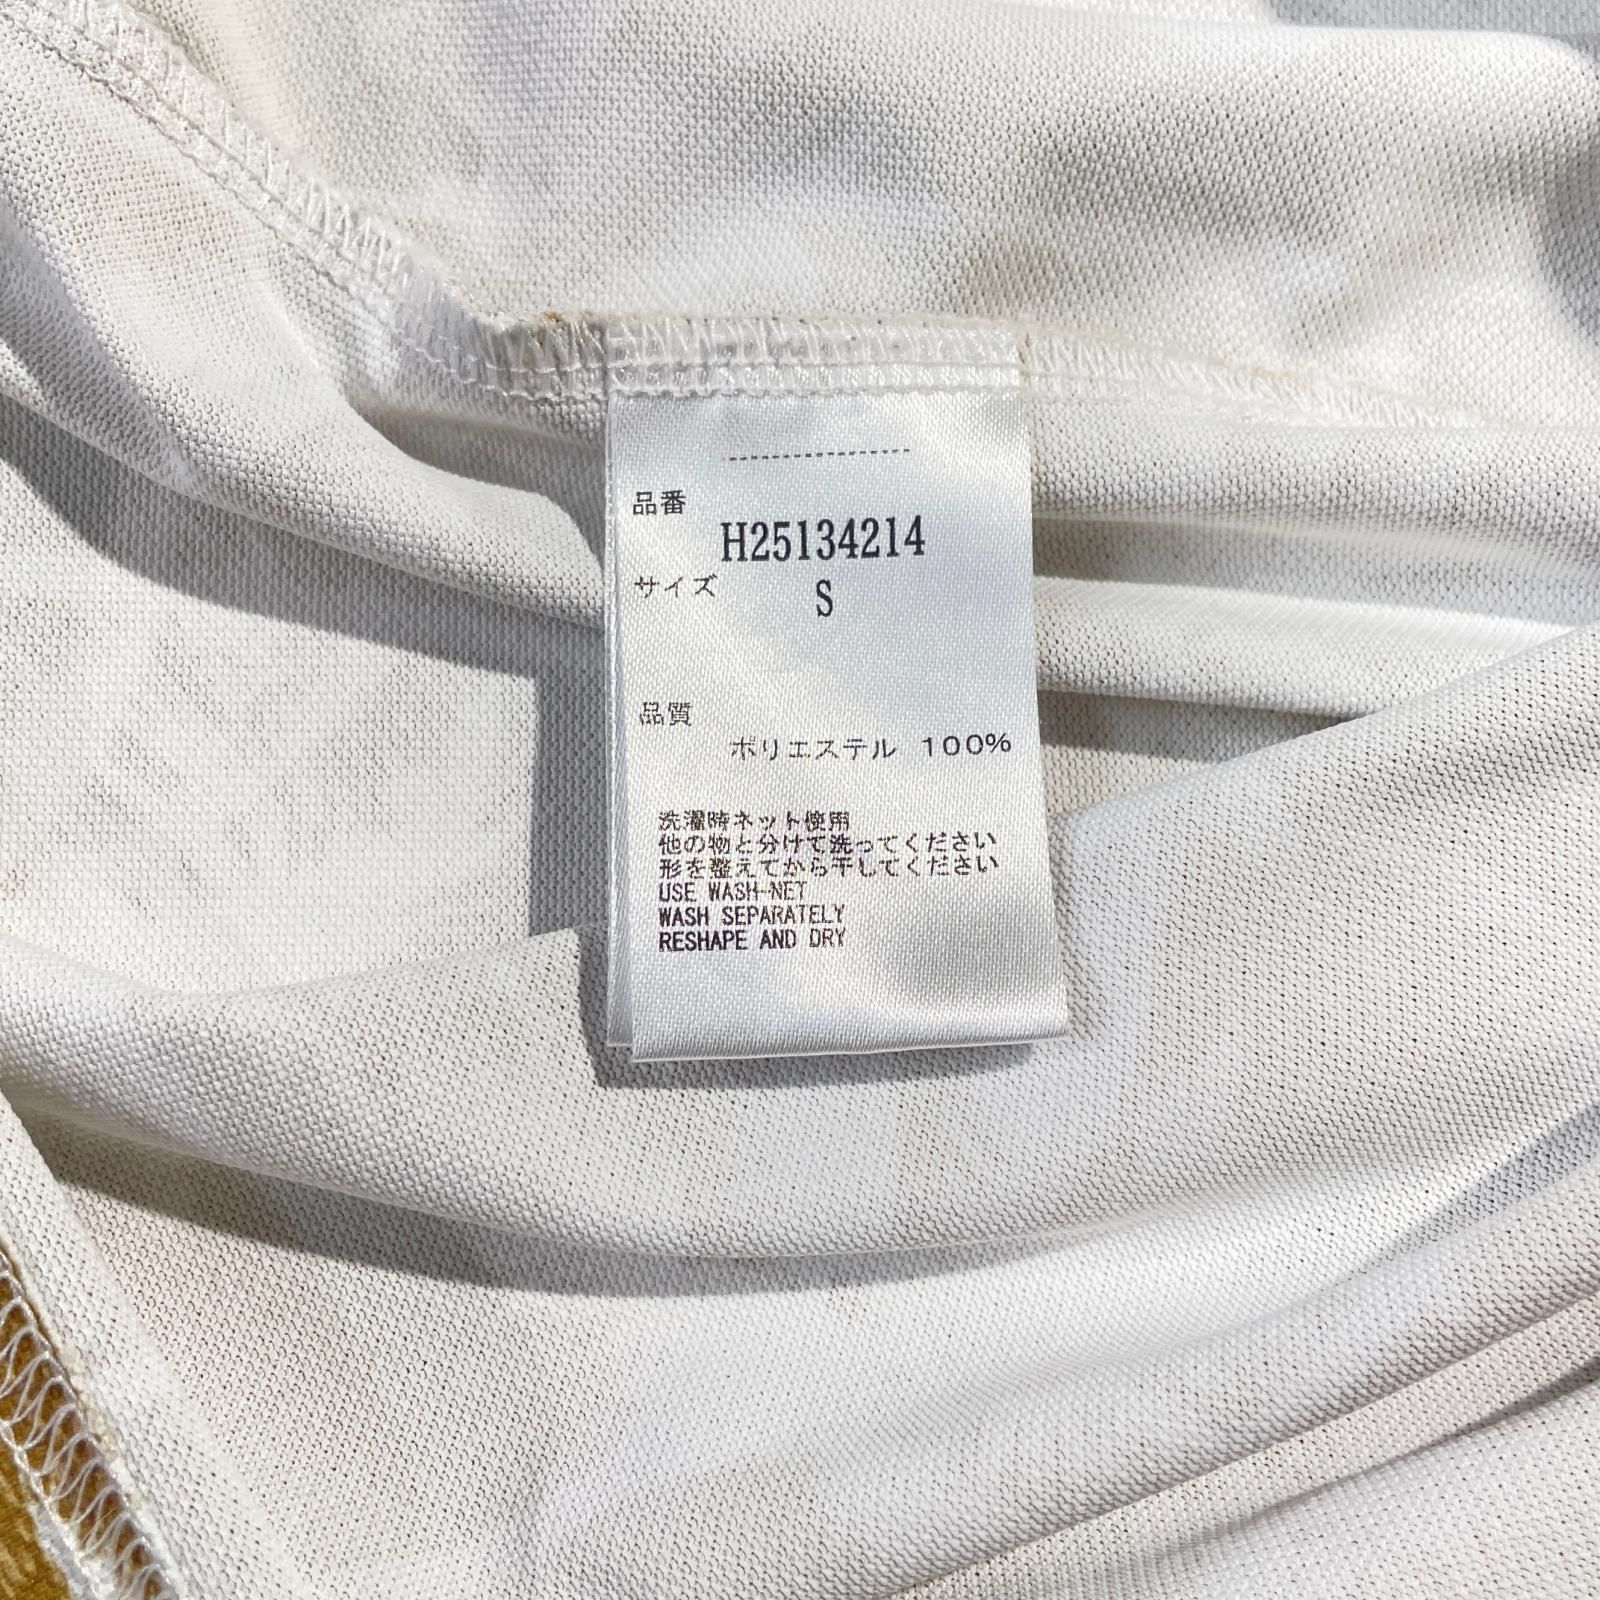 品番
H25134214
サイズ S
品質
ポリエステル 100%
洗濯時ネット使用
他の物と分けて洗ってください
形を整えてから干してください
USE WASH-NET
WASH SEPARATELY
RESHAPE AND DRY